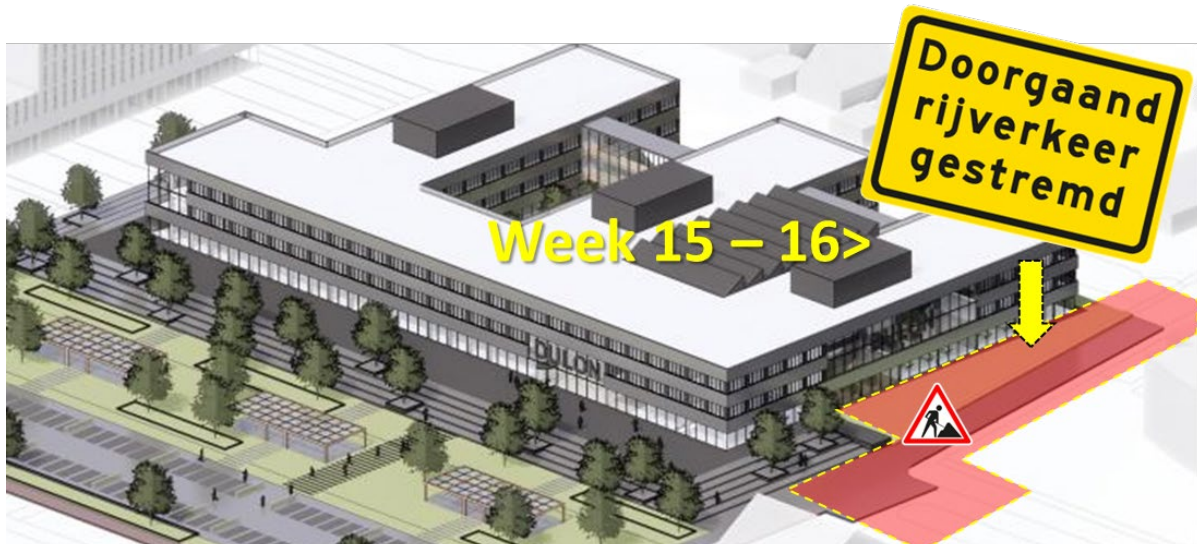 Doorgaand
rijverkeer
gestremd
Week 15 – 16>
DULON